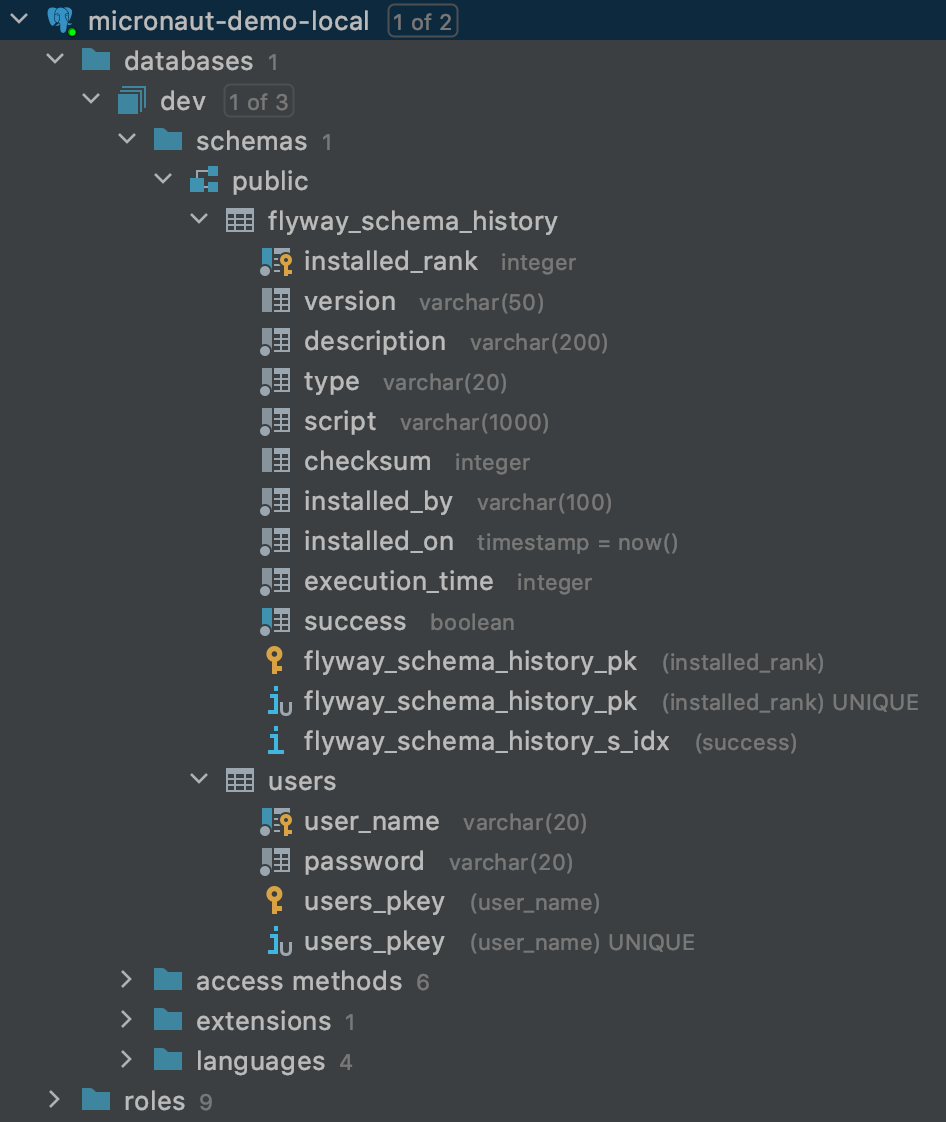 micronaut-demo-local 1 of 2
databases 1
dev 1 of 3
schemas 1
public
flyway_schema_history
installed_rank integer
version varchar(50)
description varchar(200)
type varchar(20)
script varchar(1000)
checksum integer
installed_by varchar(100)
installed_on timestamp = now()
execution_time integer
success boolean
flyway_schema_history_pk (installed_rank)
flyway_schema_history_pk (installed_rank) UNIQUE
flyway_schema_history_s_idx (success)
users
user_name varchar(20)
password varchar(20)
users_pkey (user_name)
users_pkey (user_name) UNIQUE
access methods 6
extensions 1
languages 4
roles 9